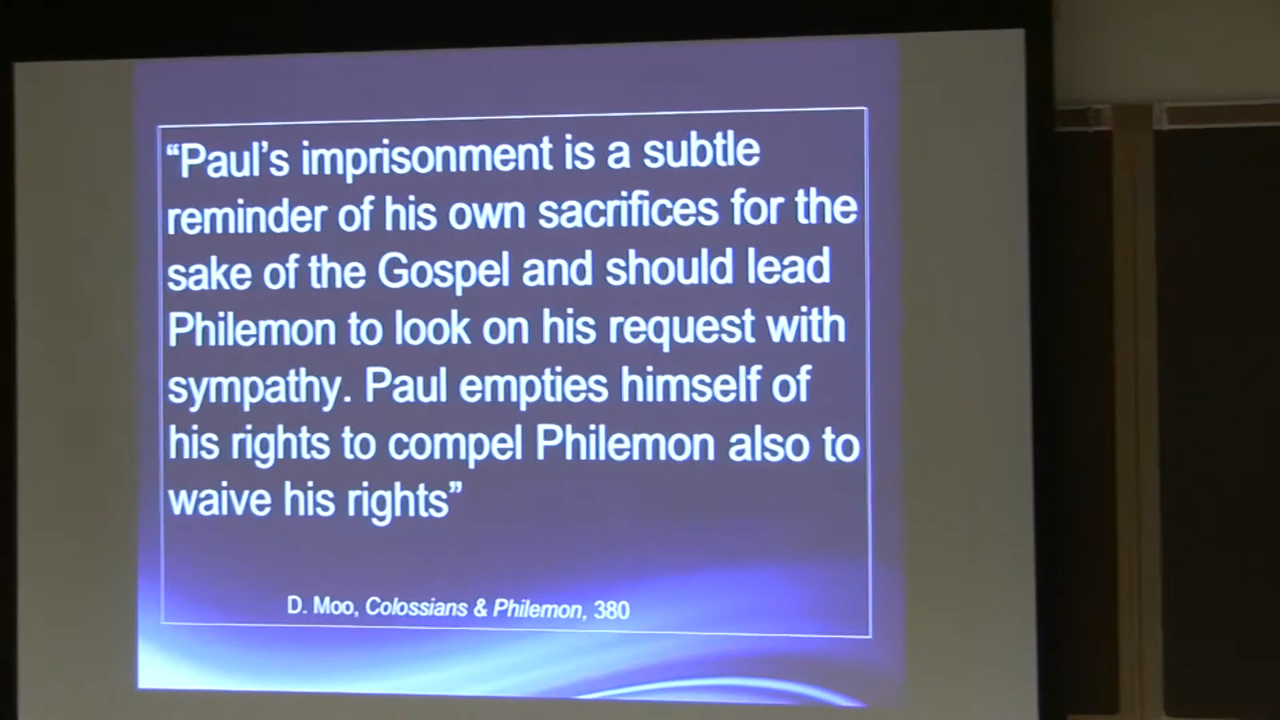 “Paul’s imprisonment is a subtle
reminder of his own sacrifices for the
sake of the Gospel and should lead
Philemon to look on his request with
sympathy. Paul empties himself of
his rights to compel Philemon also to
waive his rights”
D. Moo, Colossians & Philemon, 380